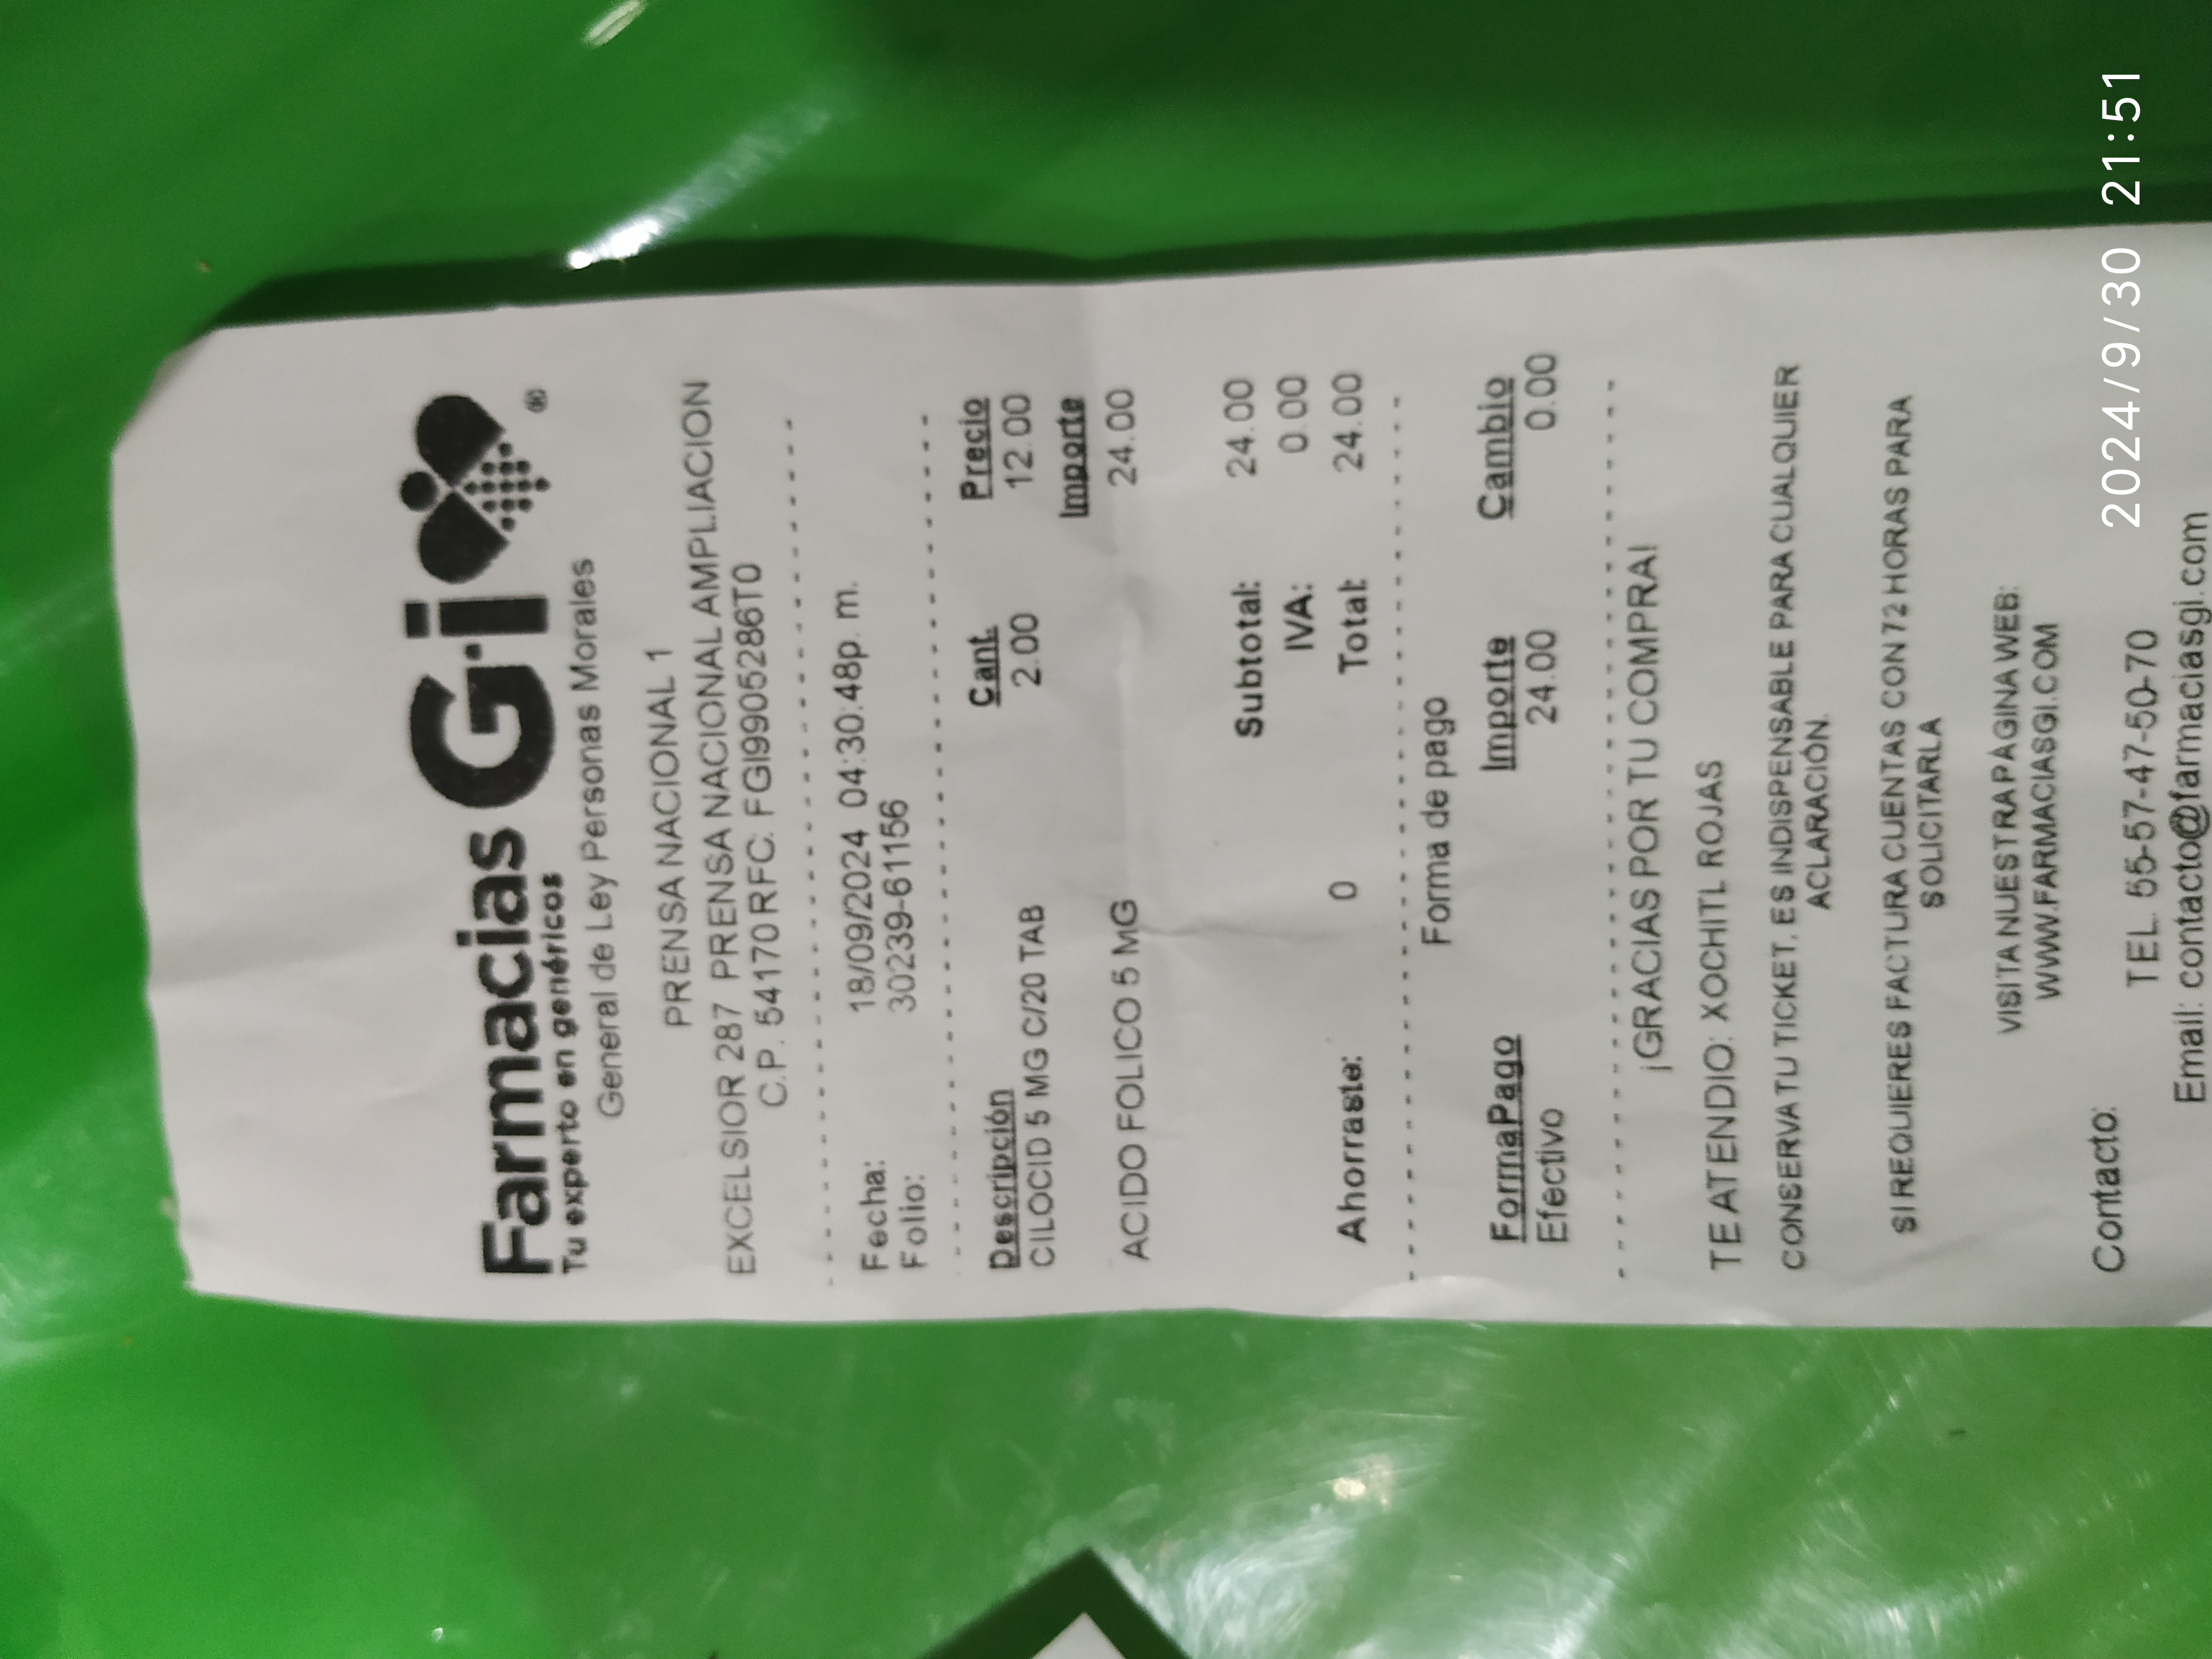 Farmacias Gi ®
Tu experto en genéricos
General de Ley Personas Morales
PRENSA NACIONAL 1
EXCELSIOR 287 PRENSA NACIONAL AMPLIACION
C.P. 54170 RFC: FGI9905286T0
Fecha: 18/09/2024 04:30:48p. m.
Folio: 30239-61156
Descripción Cant. Precio
CILOCID 5 MG C/20 TAB 2.00 12.00
Importe
ACIDO FOLICO 5 MG 24.00
Subtotal: 24.00
IVA: 0.00
Ahorraste: 0 Total: 24.00
Forma de pago
FormaPago Importe Cambio
Efectivo 24.00 0.00
¡GRACIAS POR TU COMPRA!
TE ATENDIO: XOCHITL ROJAS
CONSERVA TU TICKET, ES INDISPENSABLE PARA CUALQUIER
ACLARACIÓN.
SI REQUIERES FACTURA CUENTAS CON 72 HORAS PARA
SOLICITARLA
VISITA NUESTRA PÁGINA WEB:
WWW.FARMACIASGI.COM
Contacto:
TEL. 55-57-47-50-70
Email: contacto@farmaciasgi.com
2024/9/30 21:51